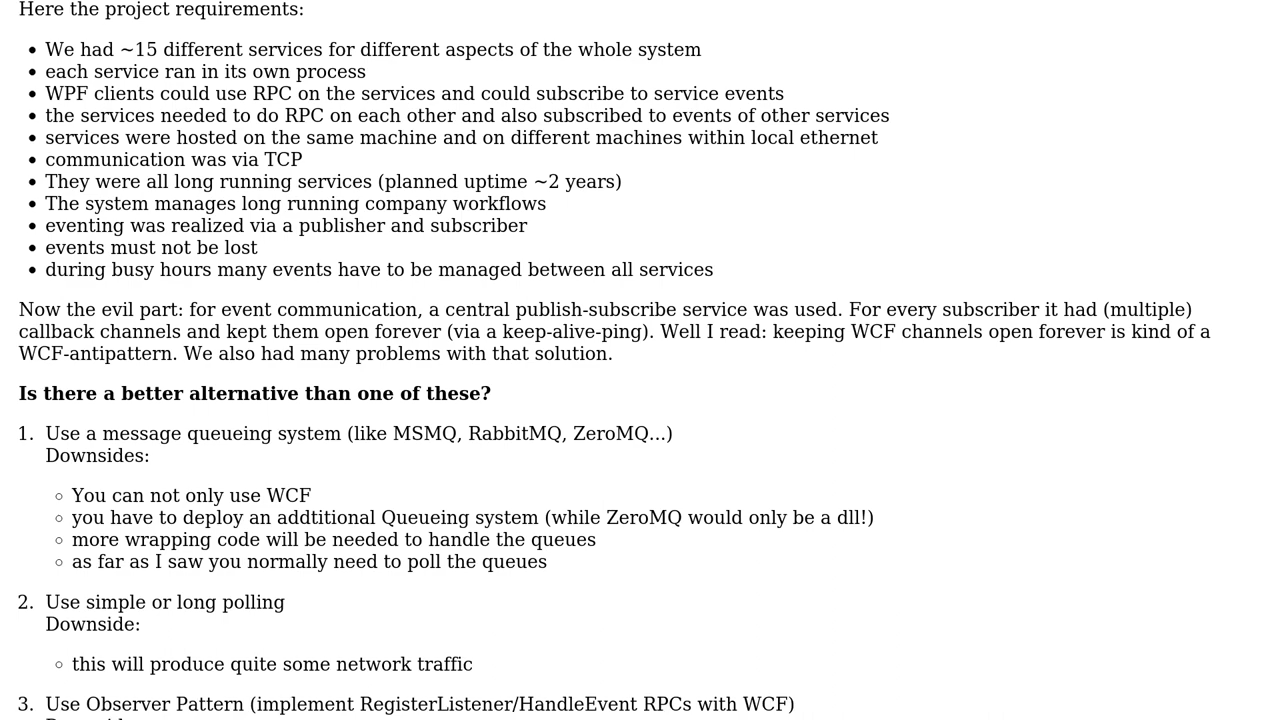 Here the project requirements:
• We had ~15 different services for different aspects of the whole system
• each service ran in its own process
• WPF clients could use RPC on the services and could subscribe to service events
• the services needed to do RPC on each other and also subscribed to events of other services
• services were hosted on the same machine and on different machines within local ethernet
• communication was via TCP
• They were all long running services (planned uptime ~2 years)
• The system manages long running company workflows
• eventing was realized via a publisher and subscriber
• events must not be lost
• during busy hours many events have to be managed between all services
Now the evil part: for event communication, a central publish-subscribe service was used. For every subscriber it had (multiple)
callback channels and kept them open forever (via a keep-alive-ping). Well I read: keeping WCF channels open forever is kind of a
WCF-antipattern. We also had many problems with that solution.
Is there a better alternative than one of these?
1. Use a message queueing system (like MSMQ, RabbitMQ, ZeroMQ...)
Downsides:
◦ You can not only use WCF
◦ you have to deploy an addtitional Queueing system (while ZeroMQ would only be a dll!)
◦ more wrapping code will be needed to handle the queues
◦ as far as I saw you normally need to poll the queues
2. Use simple or long polling
Downside:
◦ this will produce quite some network traffic
3. Use Observer Pattern (implement RegisterListener/HandleEvent RPCs with WCF)